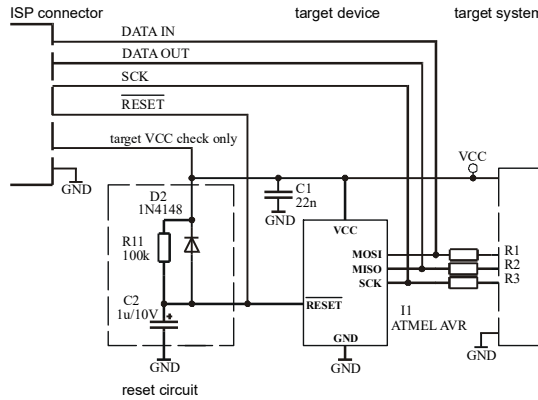 ISP connector
target device
target system
DATA IN
DATA OUT
SCK
RESET
target VCC check only
VCC
GND
D2
1N4148
C1
22n
GND
VCC
R11
100k
MOSI
R1
MISO
R2
SCK
R3
C2
1u/10V
RESET
I1
ATMEL AVR
GND
GND
GND
GND
reset circuit